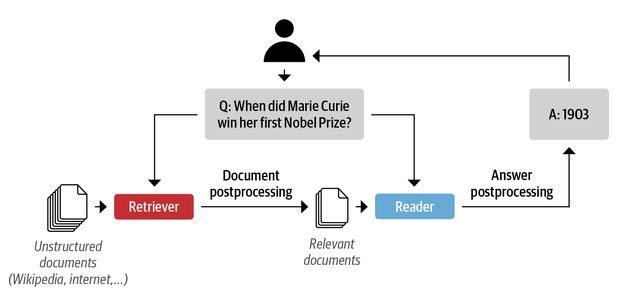 Q: When did Marie Curie
win her first Nobel Prize?
A: 1903
Document
postprocessing
Answer
postprocessing
Retriever
Reader
Unstructured
documents
(Wikipedia, internet,...)
Relevant
documents